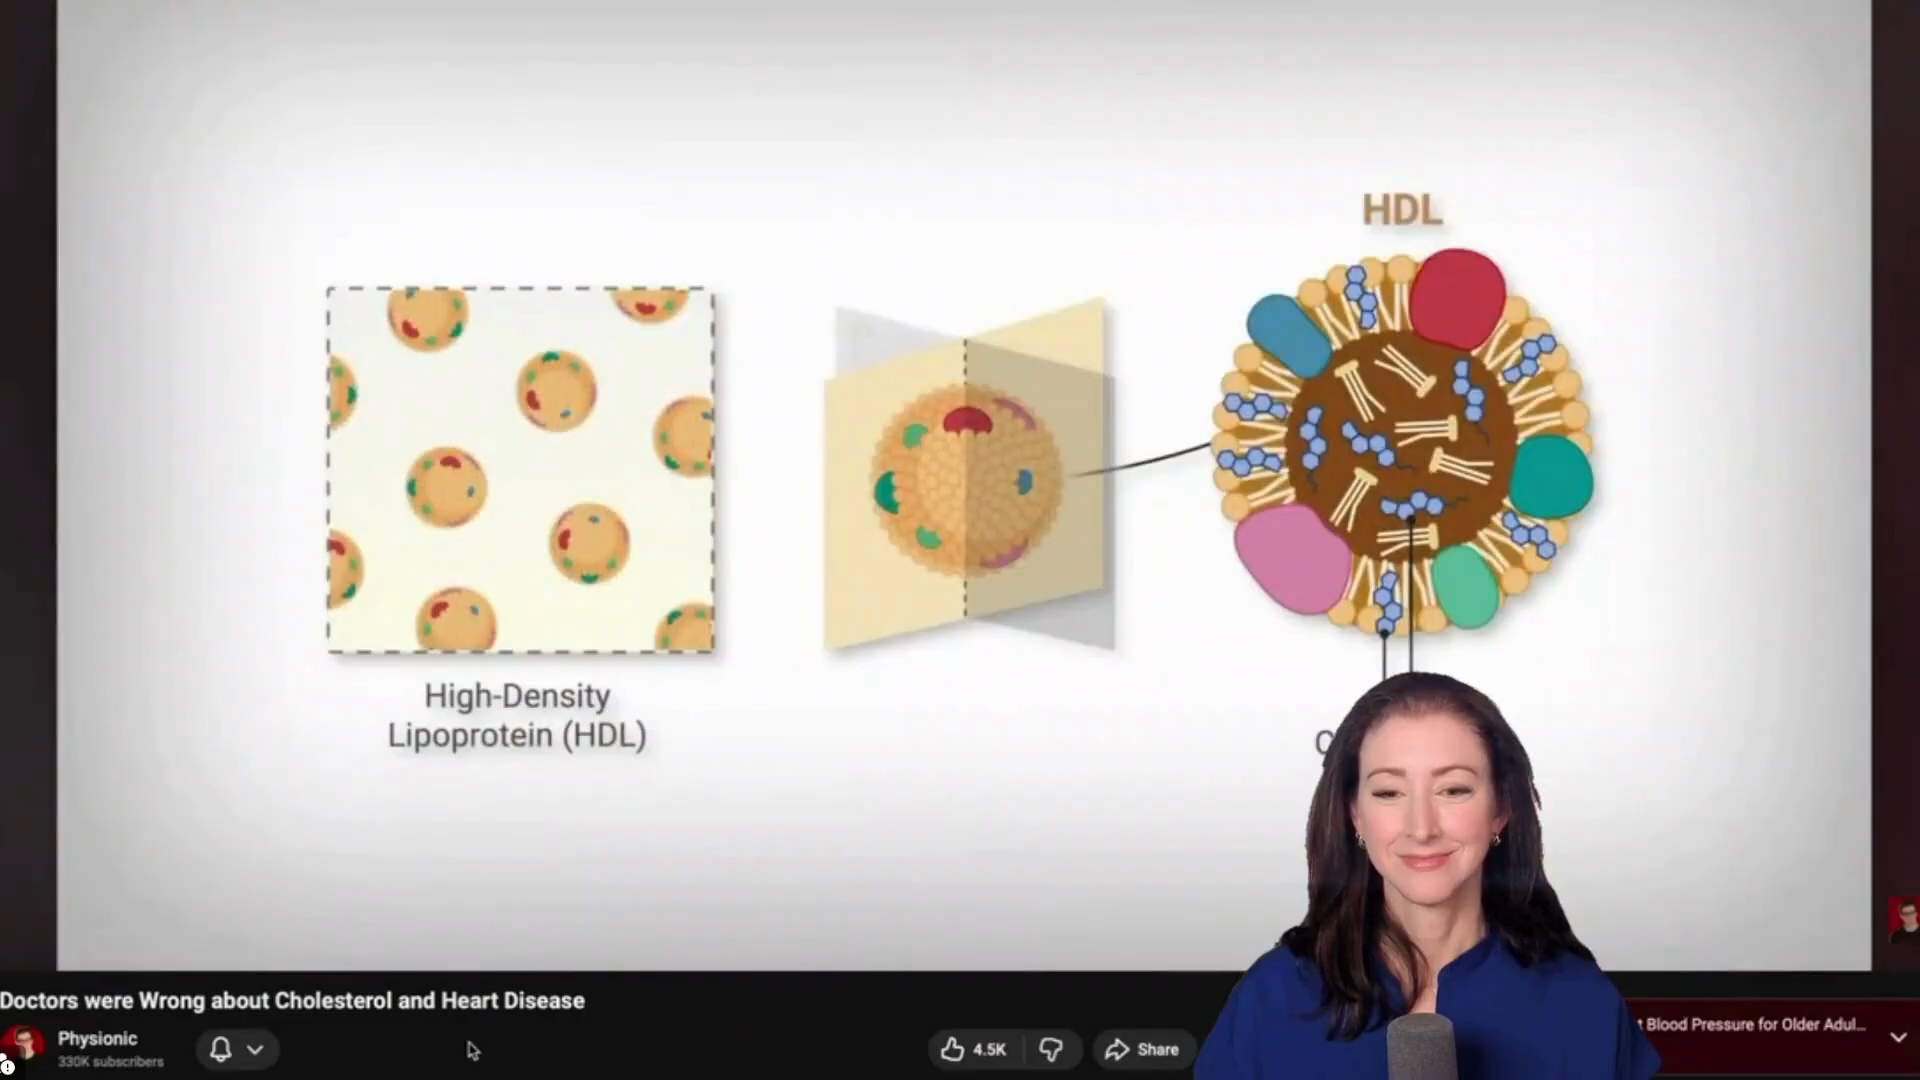 HDL
High-Density
Lipoprotein (HDL)
Doctors were Wrong about Cholesterol and Heart Disease
Physionic
330K subscribers
4.5K
Share
Blood Pressure for Older Adul...